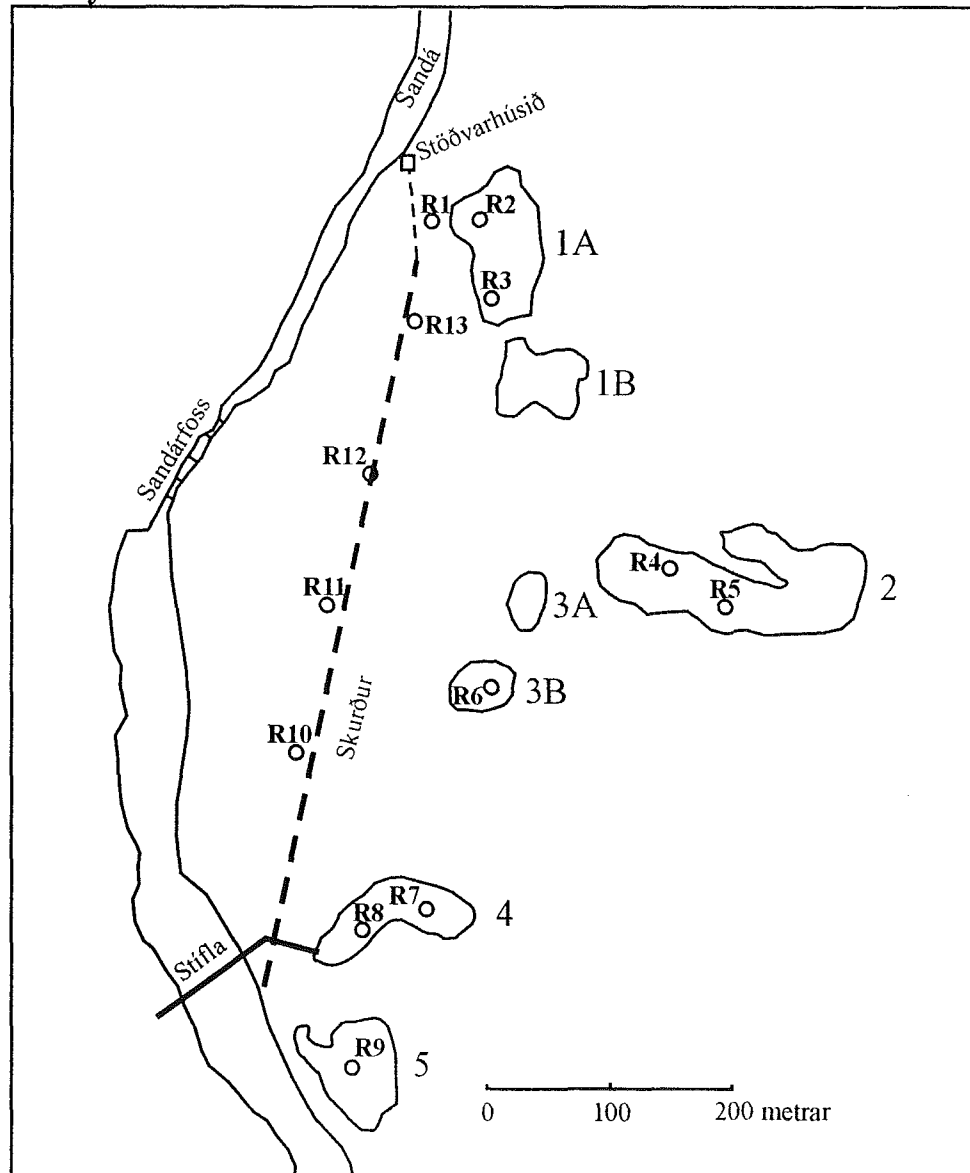 Sandá
Stöðvarhúsið
R1
R2
1A
R3
R13
1B
Sandárfoss
R12
R4
R5
2
R11
3A
R6
3B
Skurður
R10
R7
R8
4
Stífla
R9
5
0
100
200 metrar